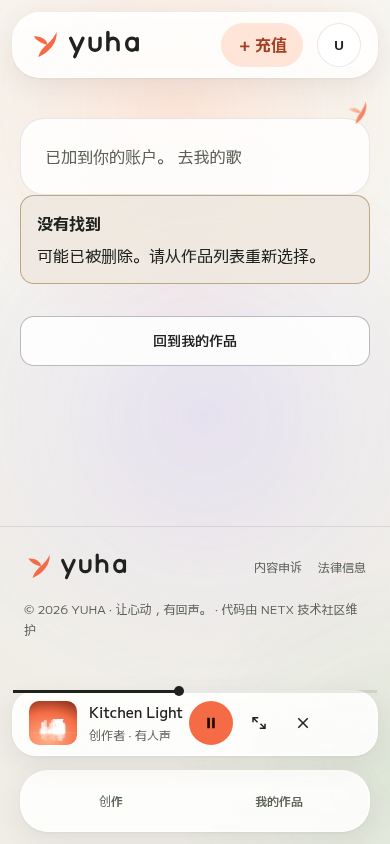 yuha
+ 充值
U
已加到你的账户。 去我的歌
没有找到
可能已被删除。请从作品列表重新选择。
回到我的作品
yuha
内容申诉 法律信息
© 2026 YUHA · 让心动，有回声。 · 代码由 NETX 技术社区维
护
Kitchen Light
创作者 · 有人声
创作 我的作品